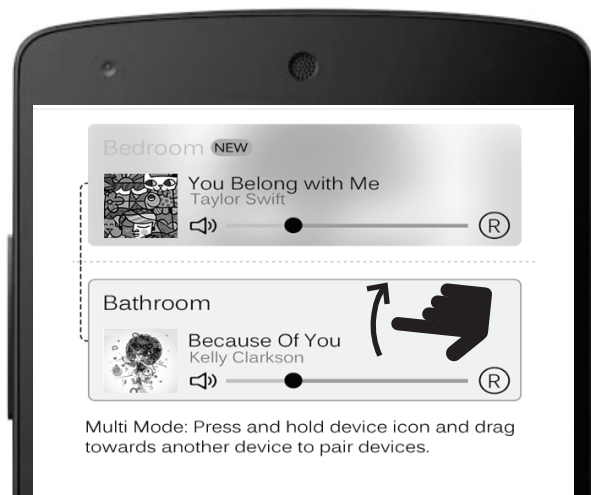 Bedroom NEW
You Belong with Me
Taylor Swift
R
Bathroom
Because Of You
Kelly Clarkson
R
Multi Mode: Press and hold device icon and drag
towards another device to pair devices.